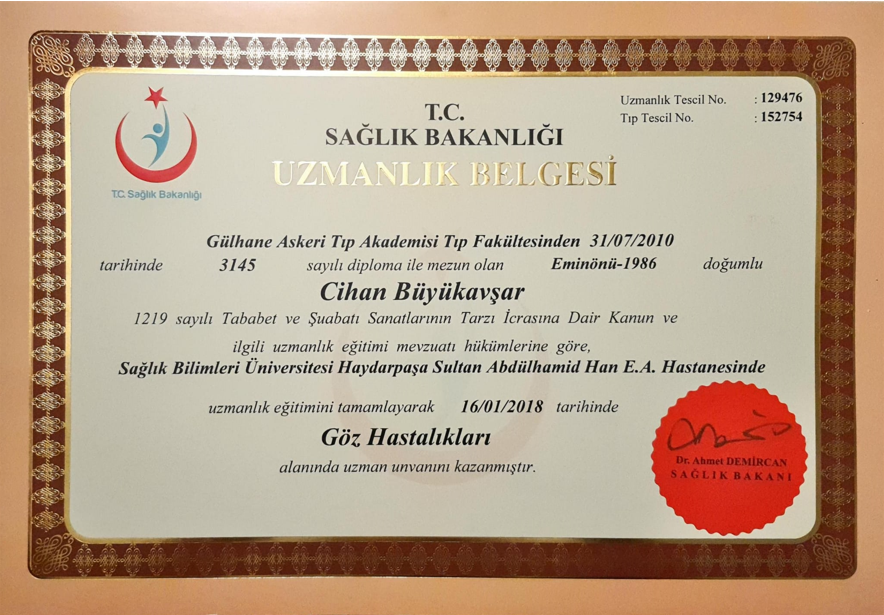 T.C. Sağlık Bakanlığı
T.C.
SAĞLIK BAKANLIĞI
UZMANLIK BELGESİ
Uzmanlık Tescil No. : 129476
Tıp Tescil No. : 152754
Gülhane Askeri Tıp Akademisi Tıp Fakültesinden 31/07/2010
tarihinde 3145 sayılı diploma ile mezun olan Eminönü-1986 doğumlu
Cihan Büyükavşar
1219 sayılı Tababet ve Şuabatı Sanatlarının Tarzı İcrasına Dair Kanun ve
ilgili uzmanlık eğitimi mevzuatı hükümlerine göre,
Sağlık Bilimleri Üniversitesi Haydarpaşa Sultan Abdülhamid Han E.A. Hastanesinde
uzmanlık eğitimini tamamlayarak 16/01/2018 tarihinde
Göz Hastalıkları
alanında uzman unvanını kazanmıştır.
Dr. Ahmet DEMİRCAN
SAĞLIK BAKANI